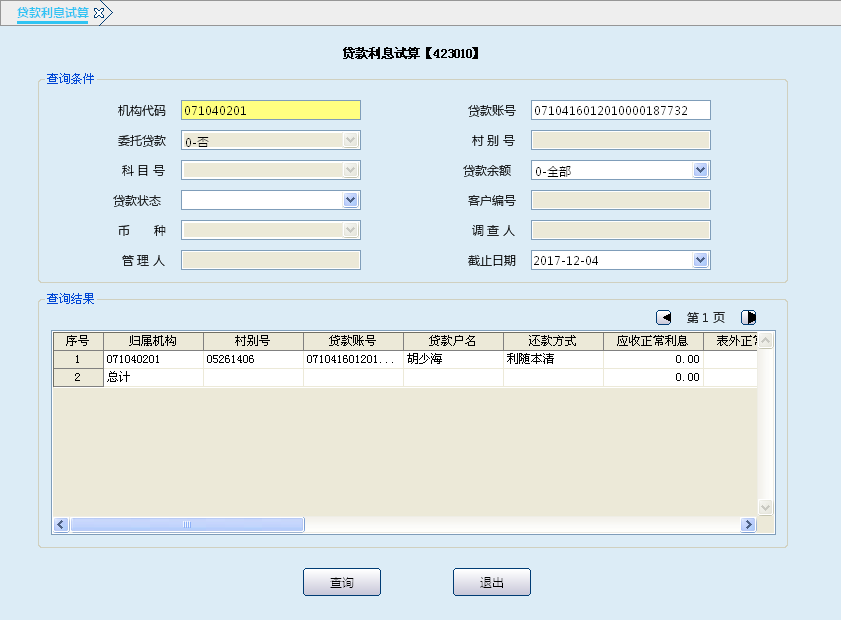 贷款利息试算
贷款利息试算【423010】
查询条件
机构代码 071040201 贷款账号 0710416012010000187732
委托贷款 0-否 村别号
科目号 贷款余额 0-全部
贷款状态 客户编号
币种 调查人
管理人 截止日期 2017-12-04
查询结果
第 1 页
序号 归属机构 村别号 贷款账号 贷款户名 还款方式 应收正常利息 表外正常
1 071040201 05261406 071041601201... 胡少海 利随本清 0.00
2 总计 0.00
查询 退出